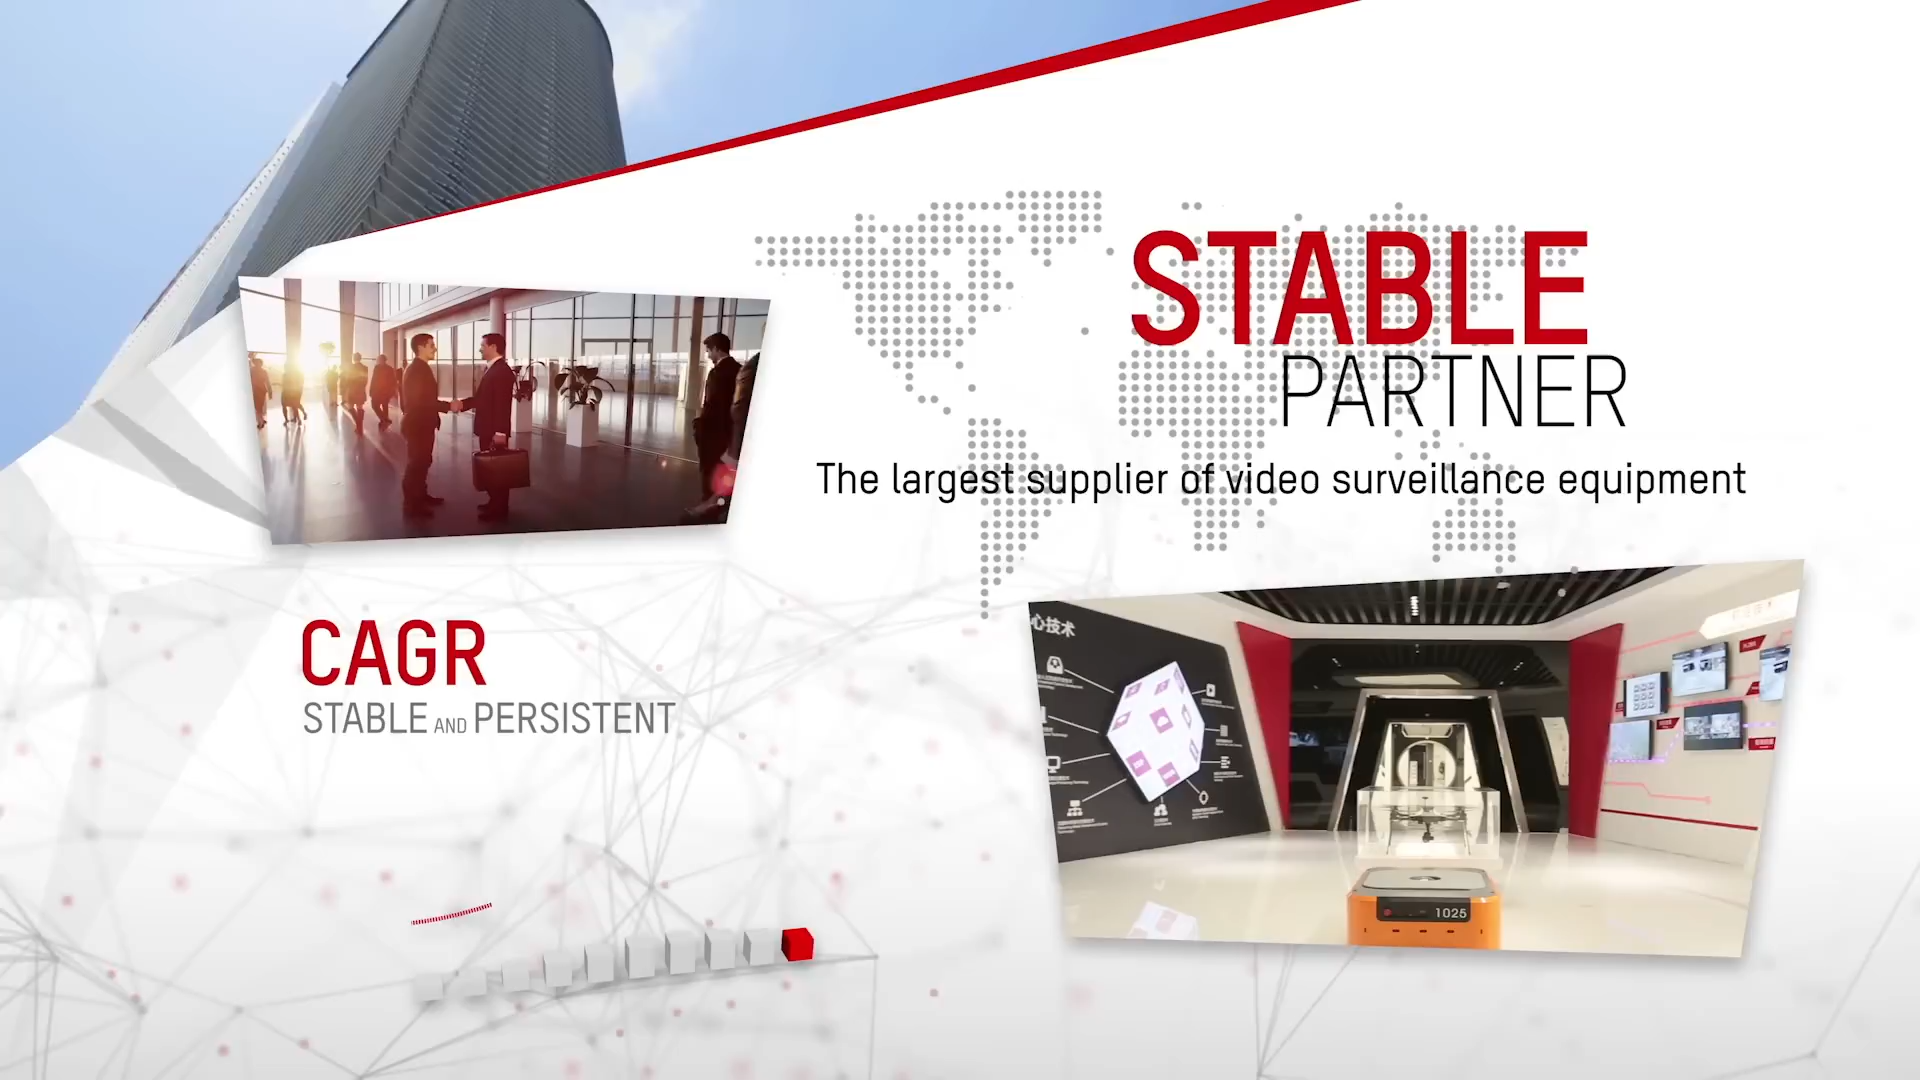 STABLE
PARTNER
The largest supplier of video surveillance equipment
CAGR
STABLE AND PERSISTENT
心技术
1025